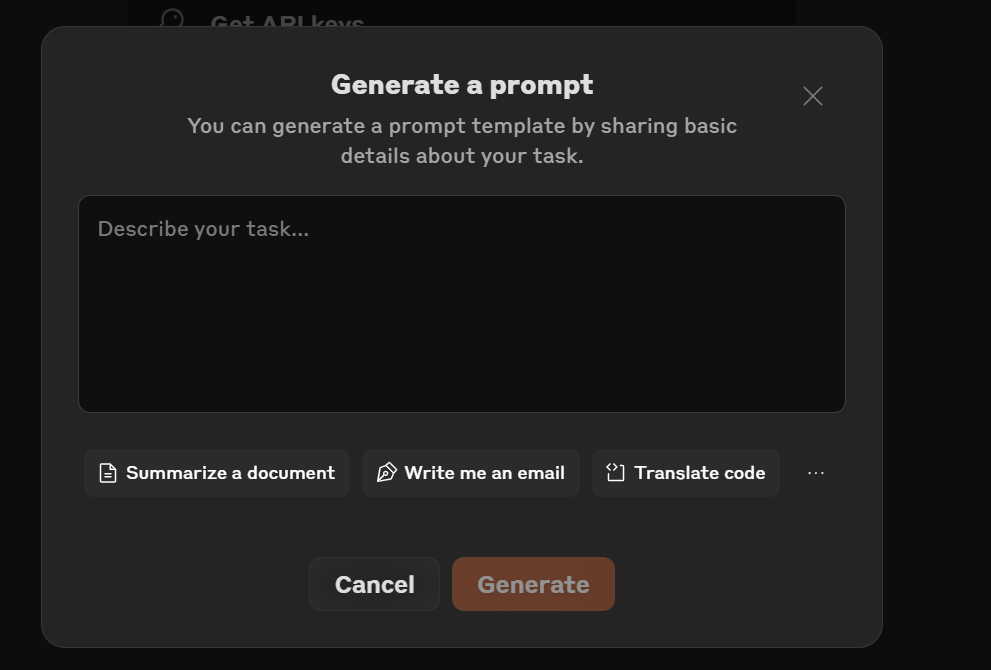 Get API keys
Generate a prompt
You can generate a prompt template by sharing basic
details about your task.
Describe your task...
Summarize a document
Write me an email
Translate code
...
Cancel
Generate